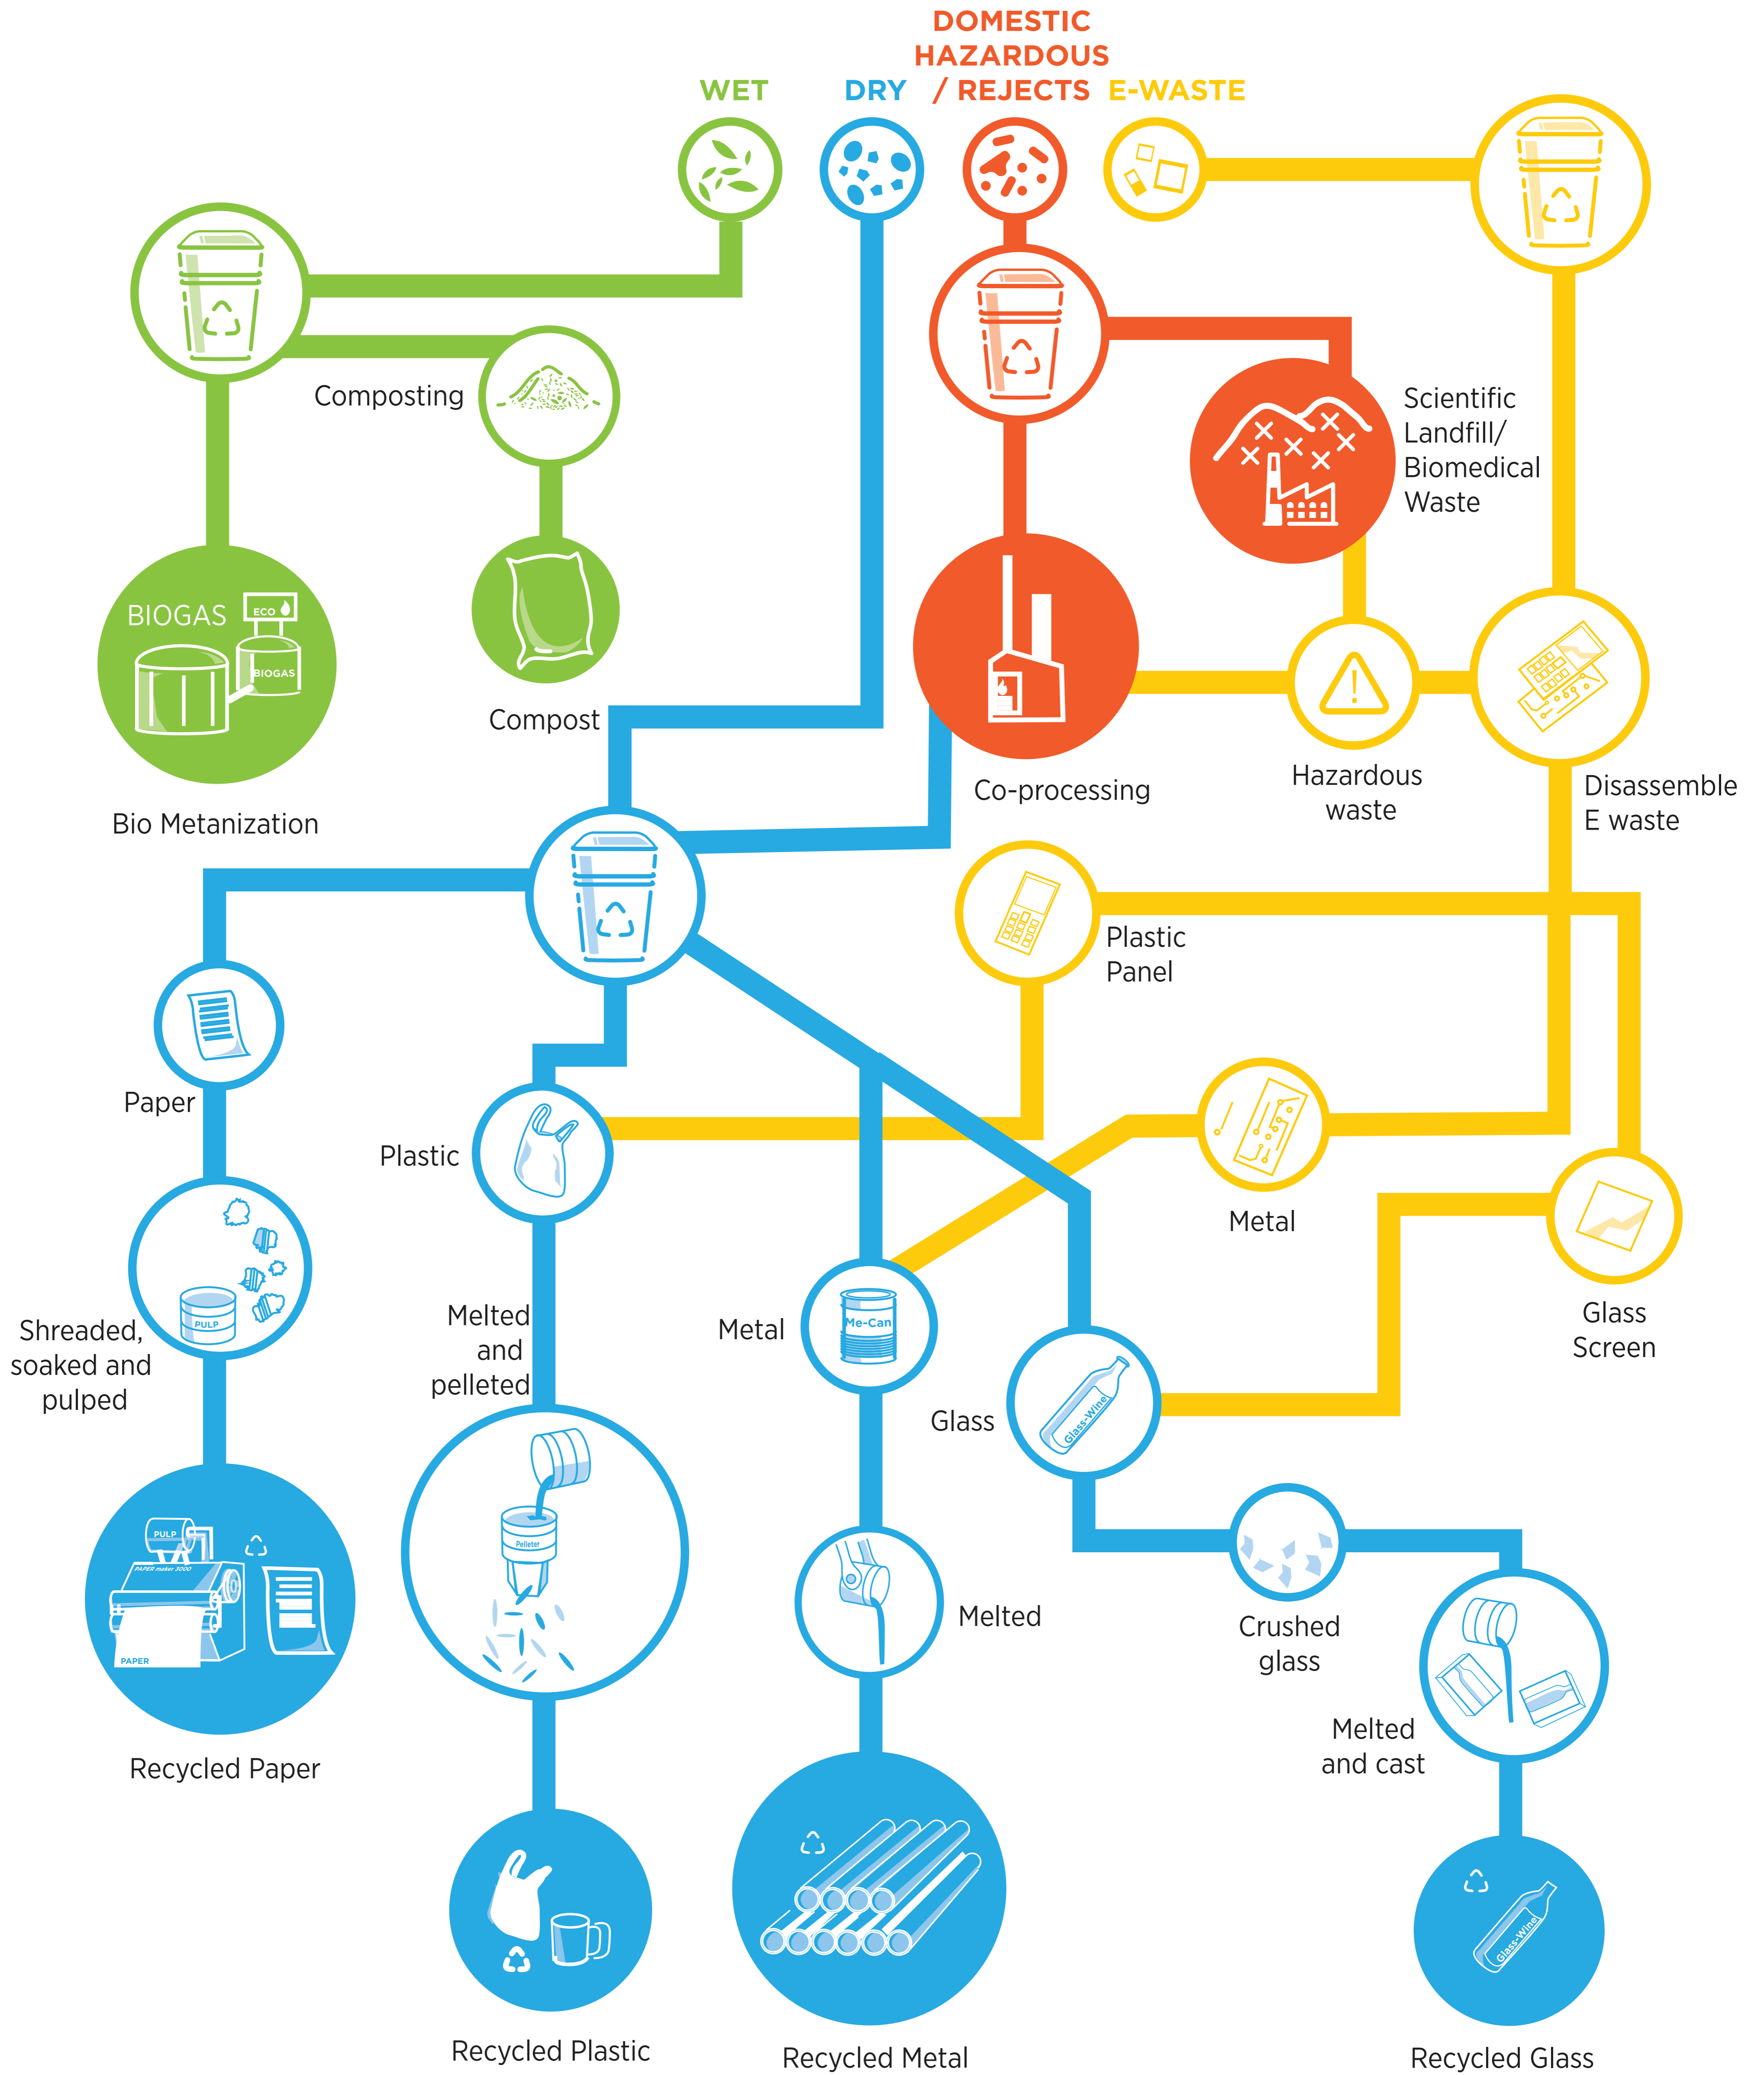 DOMESTIC
HAZARDOUS
/ REJECTS
WET
DRY
E-WASTE
Composting
Scientific
Landfill/
Biomedical
Waste
BIOGAS
ECO
BIOGAS
Compost
Bio Metanization
Co-processing
Hazardous
waste
Disassemble
E waste
Plastic
Panel
Paper
Plastic
Metal
Glass
Screen
PULP
Shreaded,
soaked and
pulped
Melted
and
pelleted
Metal
Me-Can
Glass
Glass-Wine
PULP
PAPER maker 3000
PAPER
Pelleter
Melted
Crushed
glass
Melted
and cast
Recycled Paper
Glass-Wine
Recycled Plastic
Recycled Metal
Recycled Glass